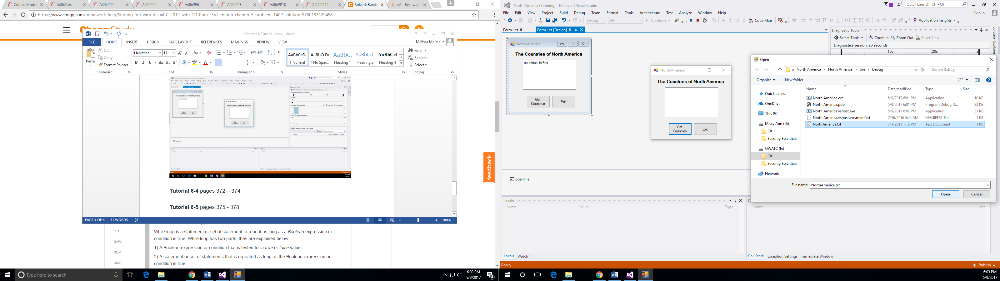 Course Modul
A:06:Tuts
A:06:PP4
A:06:PP5
A:06:PP6
A:06:PP8
A:06:PP10
A:05:PP14
Solved: Rando
c# - Best way
https://www.chegg.com/homework-help/Starting-out-with-Visual-C-2012-with-CD-Rom--3rd-edition-chapter-5-problem-14PP-solution-9780133129458
Chapter 6 Tutorial.docx - Word
FILE HOME INSERT DESIGN PAGE LAYOUT REFERENCES MAILINGS REVIEW VIEW
Melissa Meline
Paste
Cut
Copy
Format Painter
Clipboard
Helvetica 13
Font
Paragraph
AaBbCcDc AaBbCcDc AaBbCc AaBbCcD AaBbCcI
¶ Normal ¶ No Spac... Heading 1 Heading 2 Heading 4
Styles
Find
Replace
Select
Editing
Tutorial 6-4 pages 372 – 374
Tutorial 6-5 pages 375 - 378
PAGE 4 OF 4 31 WORDS
100%
feedback
2TF
3AW
3CP
3MC
While loop is a statement or set of statement to repeat as long as a Boolean expression or
condition is true. While loop has two parts, they are explained below:
1) A Boolean expression or condition that is tested for a true or false value.
2) A statement or set of statements that is repeated as long as the Boolean expression or
condition is true.
Type here to search
6:02 PM
5/9/2017
4
North America (Running) - Microsoft Visual Studio
1
Quick Launch (Ctrl+Q)
File Edit View Project Build Debug Team Format Tools Architecture Test Analyze Window Help
Sign in
Debug x86 Continue Code Map Application Insights
Form1.cs
Form1.cs [Design]
North America
The Countries of North America
countriesListBox
Get
Countries
Exit
North America
The Countries of North America
Get
Countries
Exit
openFile
Diagnostic Tools
Select Tools Zoom In Zoom Out Reset View
Diagnostics session: 23 seconds
10s 20s
Solution Explorer
Open
North America > North America > bin > Debug
Search Debug
Organize New folder
Name Date modified Type Size
Quick access
OneDrive
This PC
Missy Ann (D:)
C#
Security Essentials
OWATC (E:)
C#
Security Essentials
Network
North America.exe 5/9/2017 6:01 PM Application 10 KB
North America.pdb 5/9/2017 6:01 PM Program Debug D... 22 KB
North America.vshost.exe 5/9/2017 6:02 PM Application 23 KB
North America.vshost.exe.manifest 7/16/2016 5:44 AM MANIFEST File 1 KB
NorthAmerica.txt 7/1/2013 1:12 PM Text Document 1 KB
File name: NorthAmerica.txt
Open Cancel
Locals
Name Value Type
Name Lang
Locals Watch 1
Call Stack Exception Settings Immediate Window
Ready
Publish
6:03 PM
5/9/2017